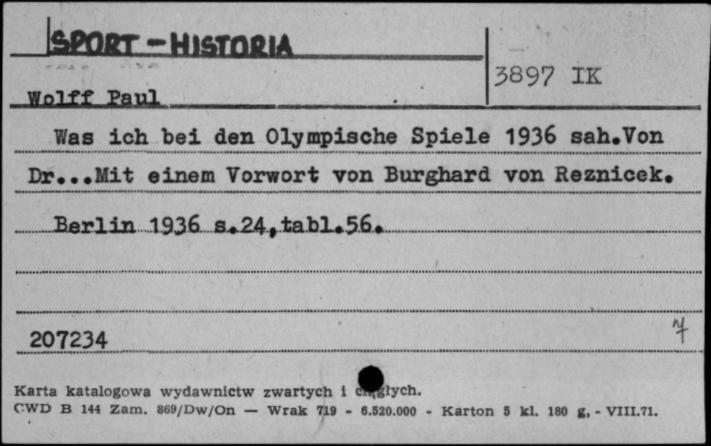 SPORT - HISTORIA
3897 IK
Wolff Paul
Was ich bei den Olympische Spiele 1936 sah.Von
Dr...Mit einem Vorwort von Burghard von Reznicek.
Berlin 1936 s.24,tabl.56.
207234
Karta katalogowa wydawnictw zwartych i ciągłych.
CWD B 144 Zam. 869/Dw/On — Wrak 719 - 6.520.000 - Karton 5 kl. 180 g, - VIII.71.